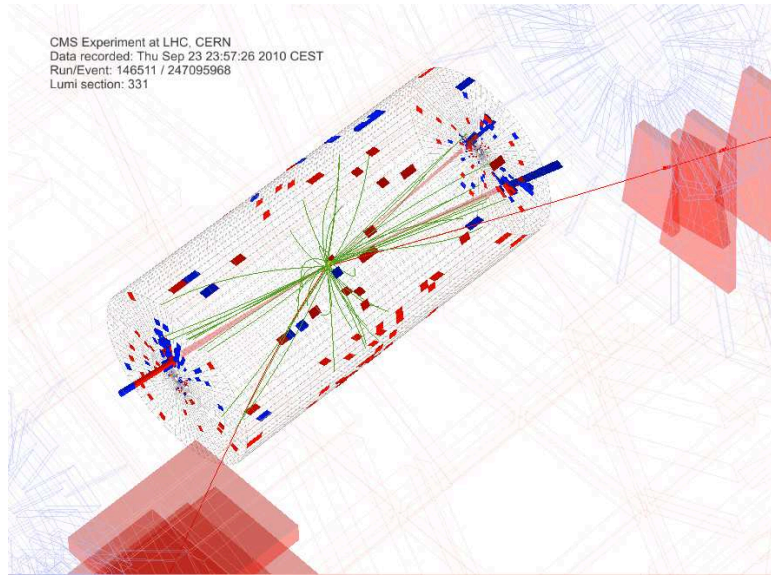 CMS Experiment at LHC, CERN
Data recorded: Thu Sep 23 23:57:26 2010 CEST
Run/Event: 146511 / 247095968
Lumi section: 331